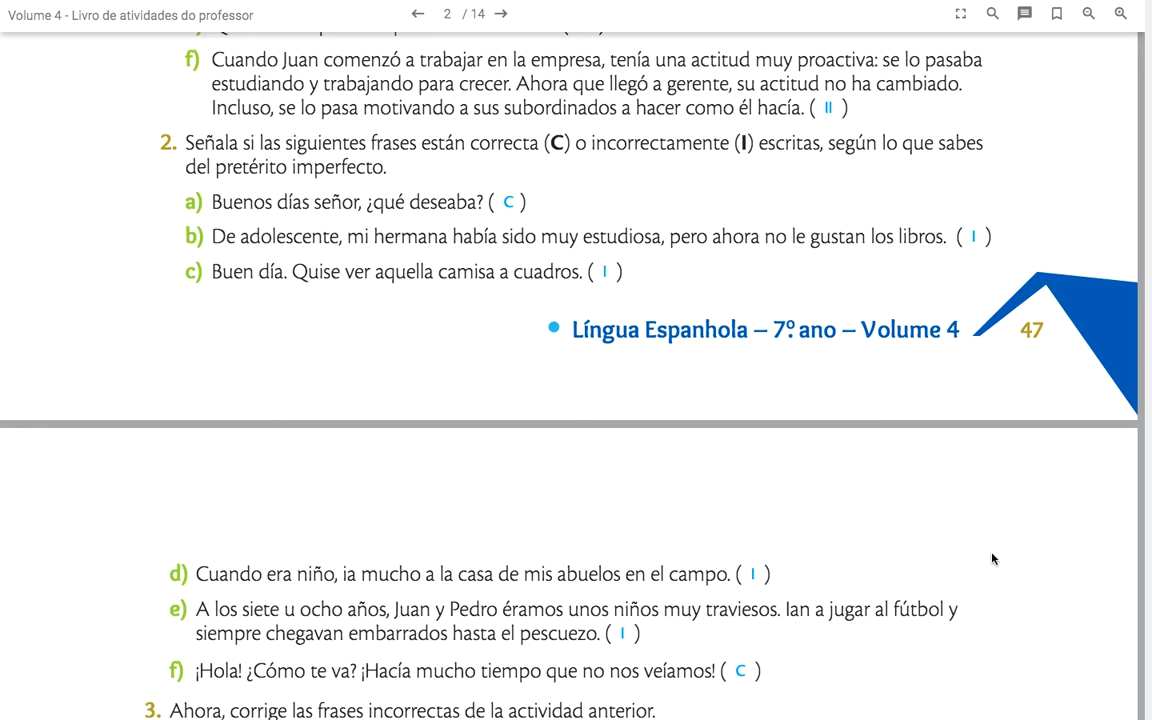 Volume 4 - Livro de atividades do professor
2 / 14
f) Cuando Juan comenzó a trabajar en la empresa, tenía una actitud muy proactiva: se lo pasaba
estudiando y trabajando para crecer. Ahora que llegó a gerente, su actitud no ha cambiado.
Incluso, se lo pasa motivando a sus subordinados a hacer como él hacía. ( II )
2. Señala si las siguientes frases están correcta (C) o incorrectamente (I) escritas, según lo que sabes
del pretérito imperfecto.
a) Buenos días señor, ¿qué deseaba? ( C )
b) De adolescente, mi hermana había sido muy estudiosa, pero ahora no le gustan los libros. ( I )
c) Buen día. Quise ver aquella camisa a cuadros. ( I )
Língua Espanhola – 7º. ano – Volume 4 47
d) Cuando era niño, ia mucho a la casa de mis abuelos en el campo. ( I )
e) A los siete u ocho años, Juan y Pedro éramos unos niños muy traviesos. Ian a jugar al fútbol y
siempre chegavan embarrados hasta el pescuezo. ( I )
f) ¡Hola! ¿Cómo te va? ¡Hacía mucho tiempo que no nos veíamos! ( C )
3. Ahora, corrige las frases incorrectas de la actividad anterior.